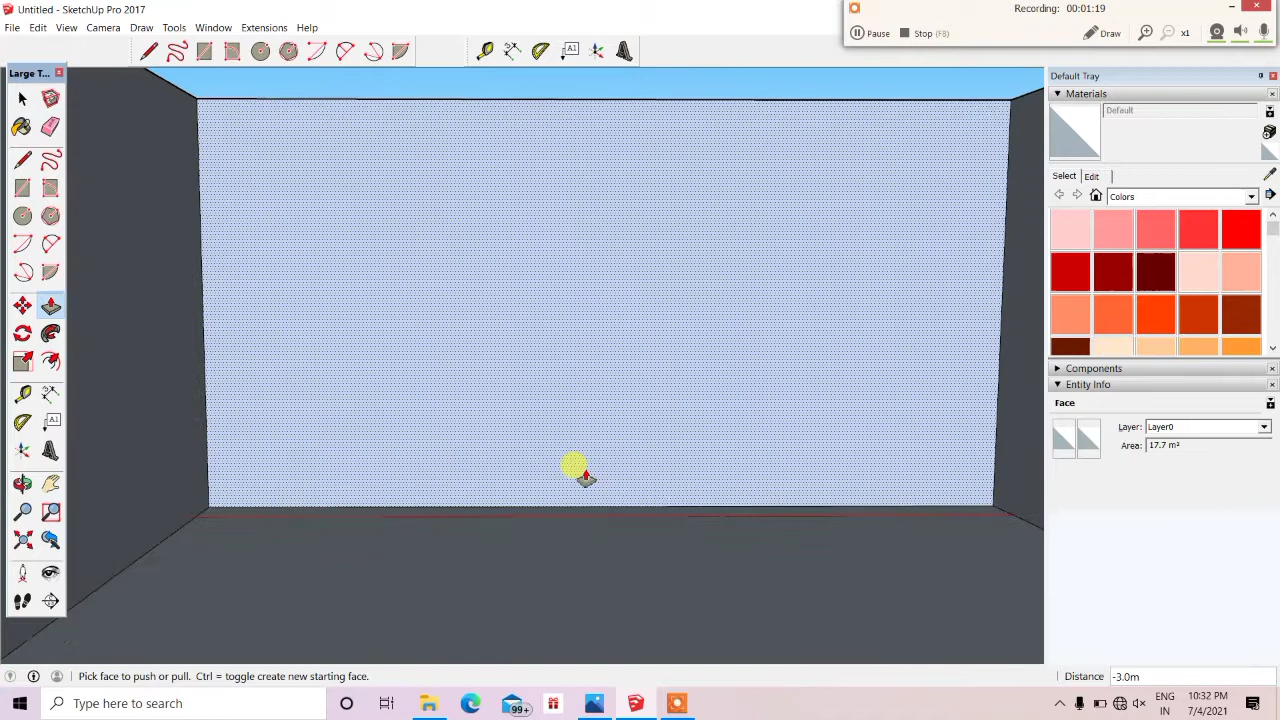 Untitled - SketchUp Pro 2017
Recording: 00:01:19
File Edit View Camera Draw Tools Window Extensions Help
Pause Stop (F8) Draw x1
A1
Large T...
Default Tray
Materials
Default
Select Edit
Colors
Components
Entity Info
Face
Layer: Layer0
A1
Area: 17.7 m²
Pick face to push or pull. Ctrl = toggle create new starting face.
Distance -3.0m
Type here to search
99+
ENG
IN
10:32 PM
7/4/2021